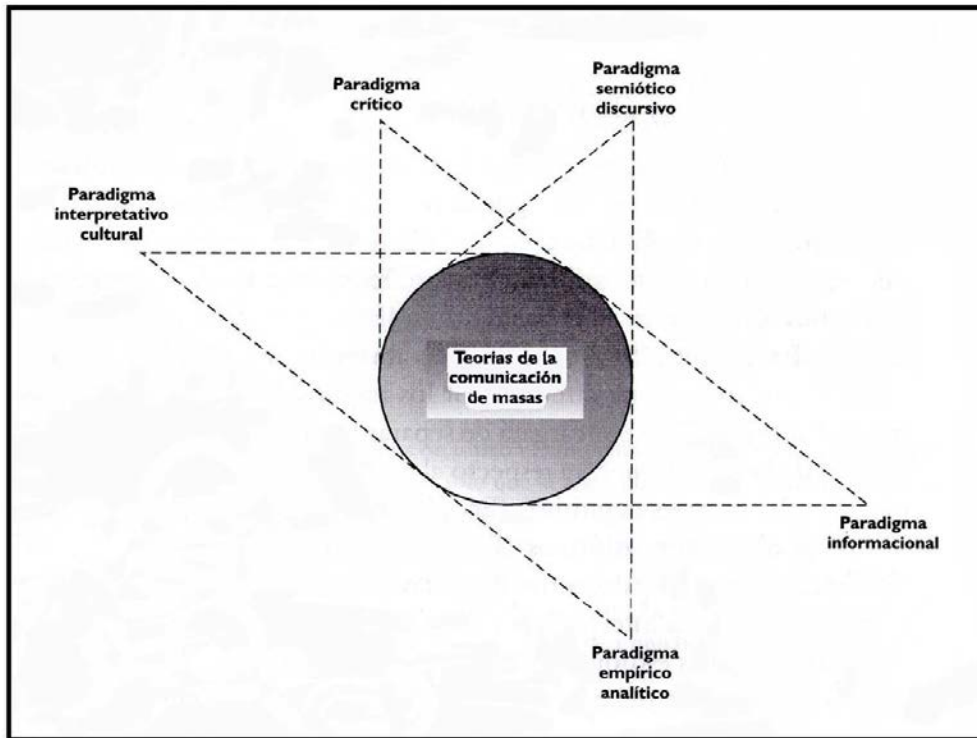 Paradigma
crítico
Paradigma
semiótico
discursivo
Paradigma
interpretativo
cultural
Teorías de la
comunicación
de masas
Paradigma
informacional
Paradigma
empírico
analítico